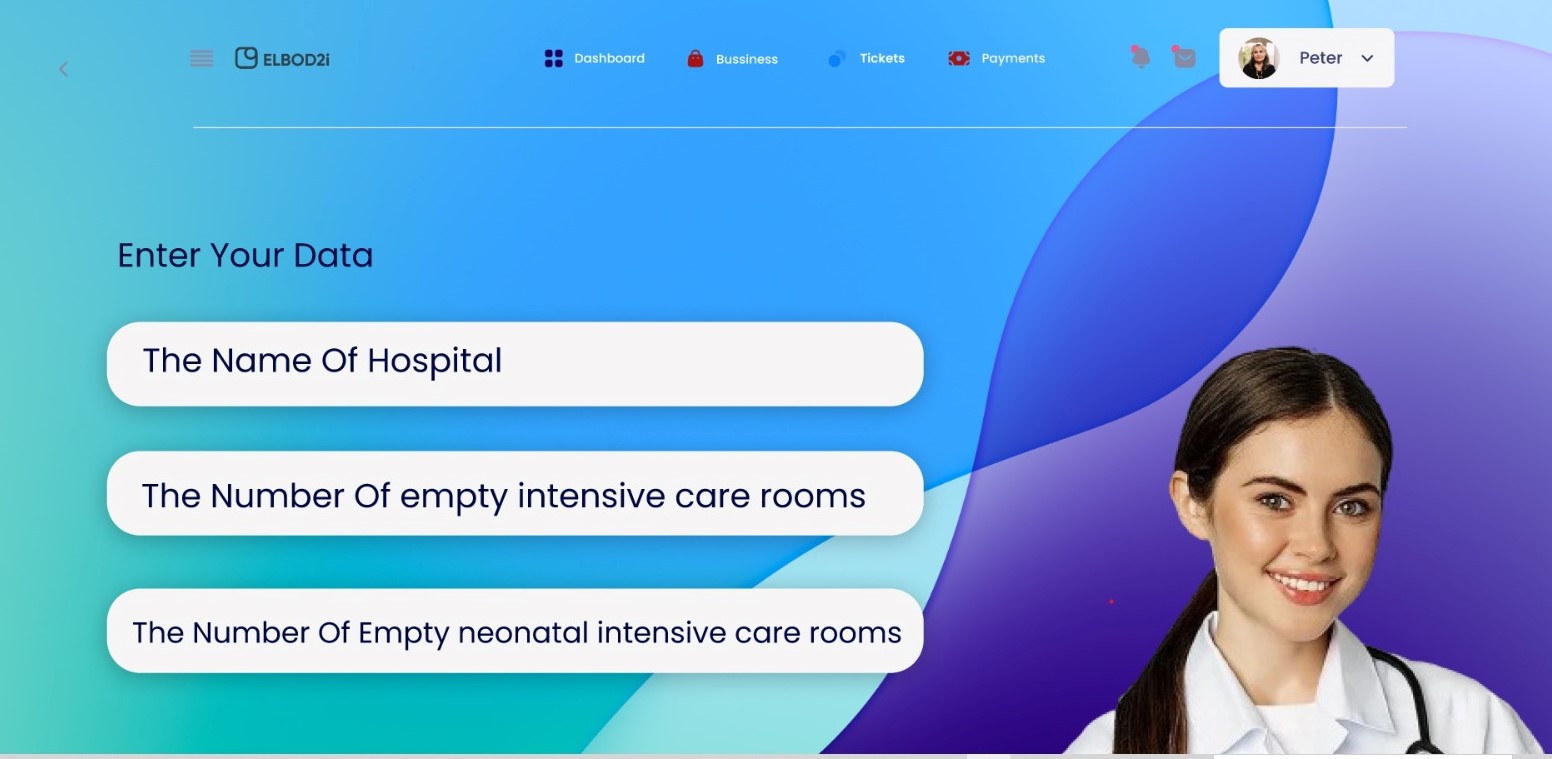 ELBOD2i
Dashboard
Bussiness
Tickets
Payments
Peter
Enter Your Data
The Name Of Hospital
The Number Of empty intensive care rooms
The Number Of Empty neonatal intensive care rooms